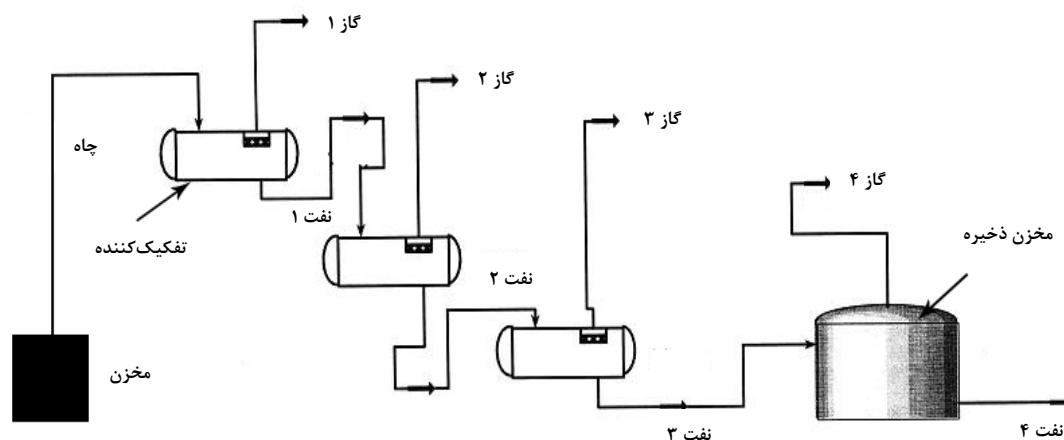 گاز ۱
گاز ۲
گاز ۳
گاز ۴
چاه
نفت ۱
تفکیک‌کننده
نفت ۲
مخزن ذخیره
مخزن
نفت ۳
نفت ۴